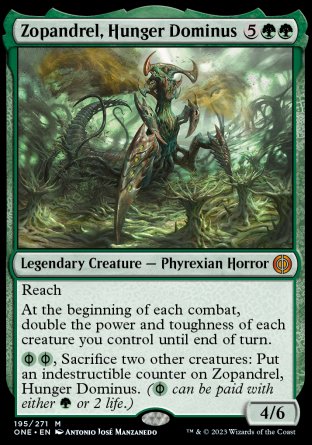 Zopandrel, Hunger Dominus 5
Legendary Creature — Phyrexian Horror
Reach
At the beginning of each combat,
double the power and toughness of each
creature you control until end of turn.
, Sacrifice two other creatures: Put
an indestructible counter on Zopandrel,
Hunger Dominus. ( can be paid with
either or 2 life.)
195/271 M
ONE • EN ANTONIO JOSÉ MANZANEDO
™ & © 2023 Wizards of the Coast
4/6